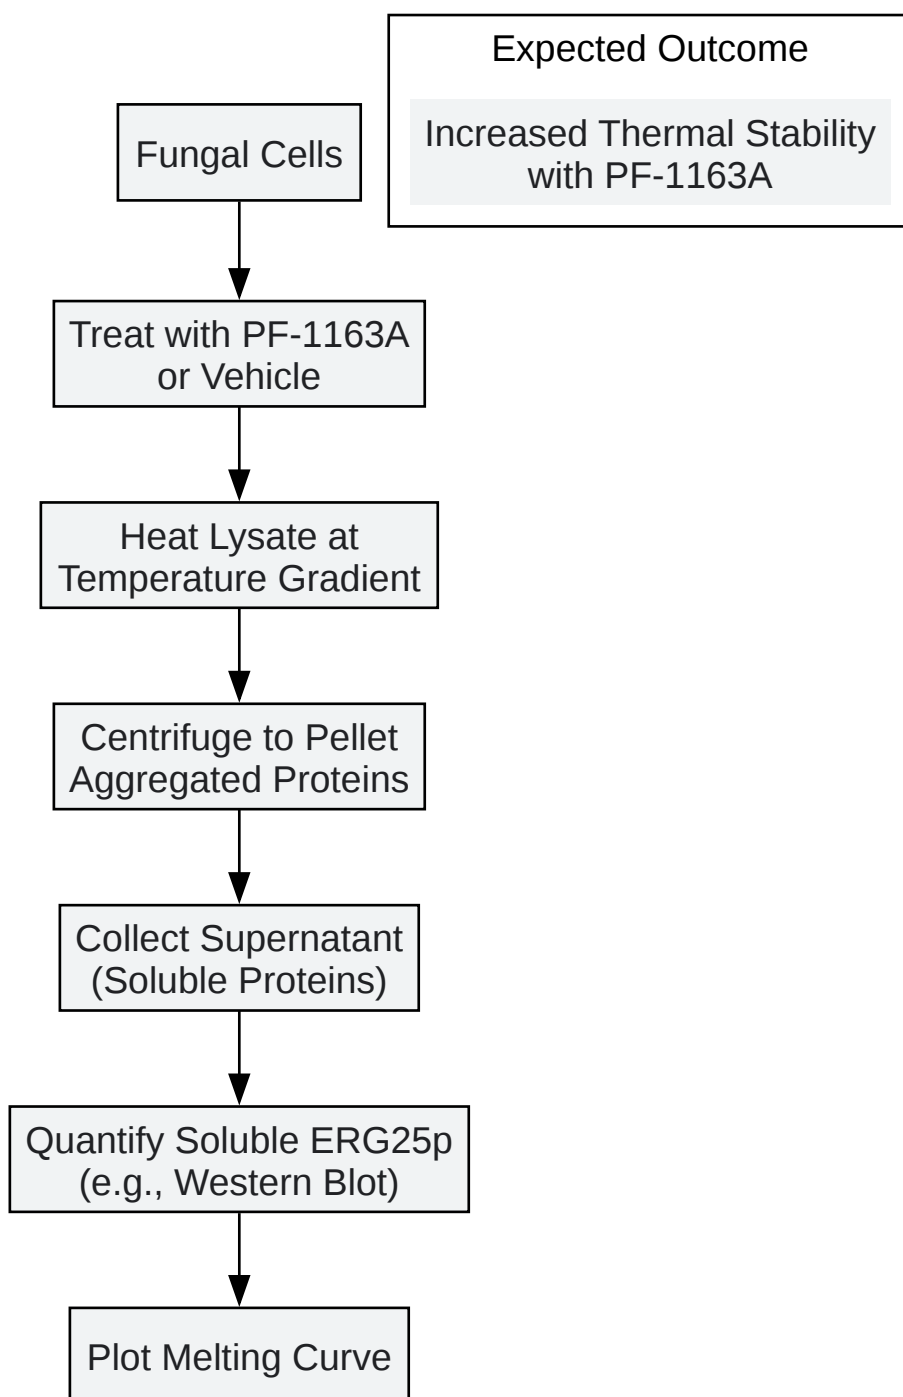 Expected Outcome
Increased Thermal Stability
with PF-1163A
Fungal Cells
Treat with PF-1163A
or Vehicle
Heat Lysate at
Temperature Gradient
Centrifuge to Pellet
Aggregated Proteins
Collect Supernatant
(Soluble Proteins)
Quantify Soluble ERG25p
(e.g., Western Blot)
Plot Melting Curve